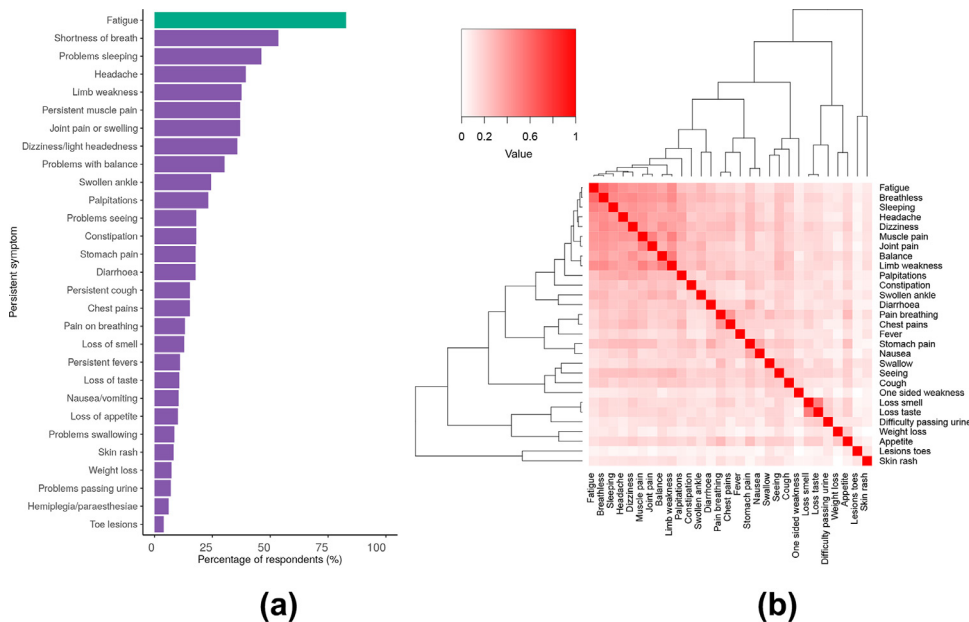 Persistent symptom
Fatigue
Shortness of breath
Problems sleeping
Headache
Limb weakness
Persistent muscle pain
Joint pain or swelling
Dizziness/light headedness
Problems with balance
Swollen ankle
Palpitations
Problems seeing
Constipation
Stomach pain
Diarrhoea
Persistent cough
Chest pains
Pain on breathing
Loss of smell
Persistent fevers
Loss of taste
Nausea/vomiting
Loss of appetite
Problems swallowing
Skin rash
Weight loss
Problems passing urine
Hemiplegia/paraesthesiae
Toe lesions
0 25 50 75 100
Percentage of respondents (%)
(a)
0 0.2 0.6 1
Value
Fatigue
Breathless
Sleeping
Headache
Dizziness
Muscle pain
Joint pain
Balance
Limb weakness
Palpitations
Constipation
Swollen ankle
Diarrhoea
Pain breathing
Chest pains
Fever
Stomach pain
Nausea
Swallow
Seeing
Cough
One sided weakness
Loss smell
Loss taste
Difficulty passing urine
Weight loss
Appetite
Lesions toes
Skin rash
Fatigue
Breathless
Sleeping
Headache
Dizziness
Muscle pain
Joint pain
Balance
Limb weakness
Palpitations
Constipation
Swollen ankle
Diarrhoea
Pain breathing
Chest pains
Fever
Stomach pain
Nausea
Swallow
Seeing
Cough
One sided weakness
Loss smell
Loss taste
Difficulty passing urine
Weight loss
Appetite
Lesions toes
Skin rash
(b)